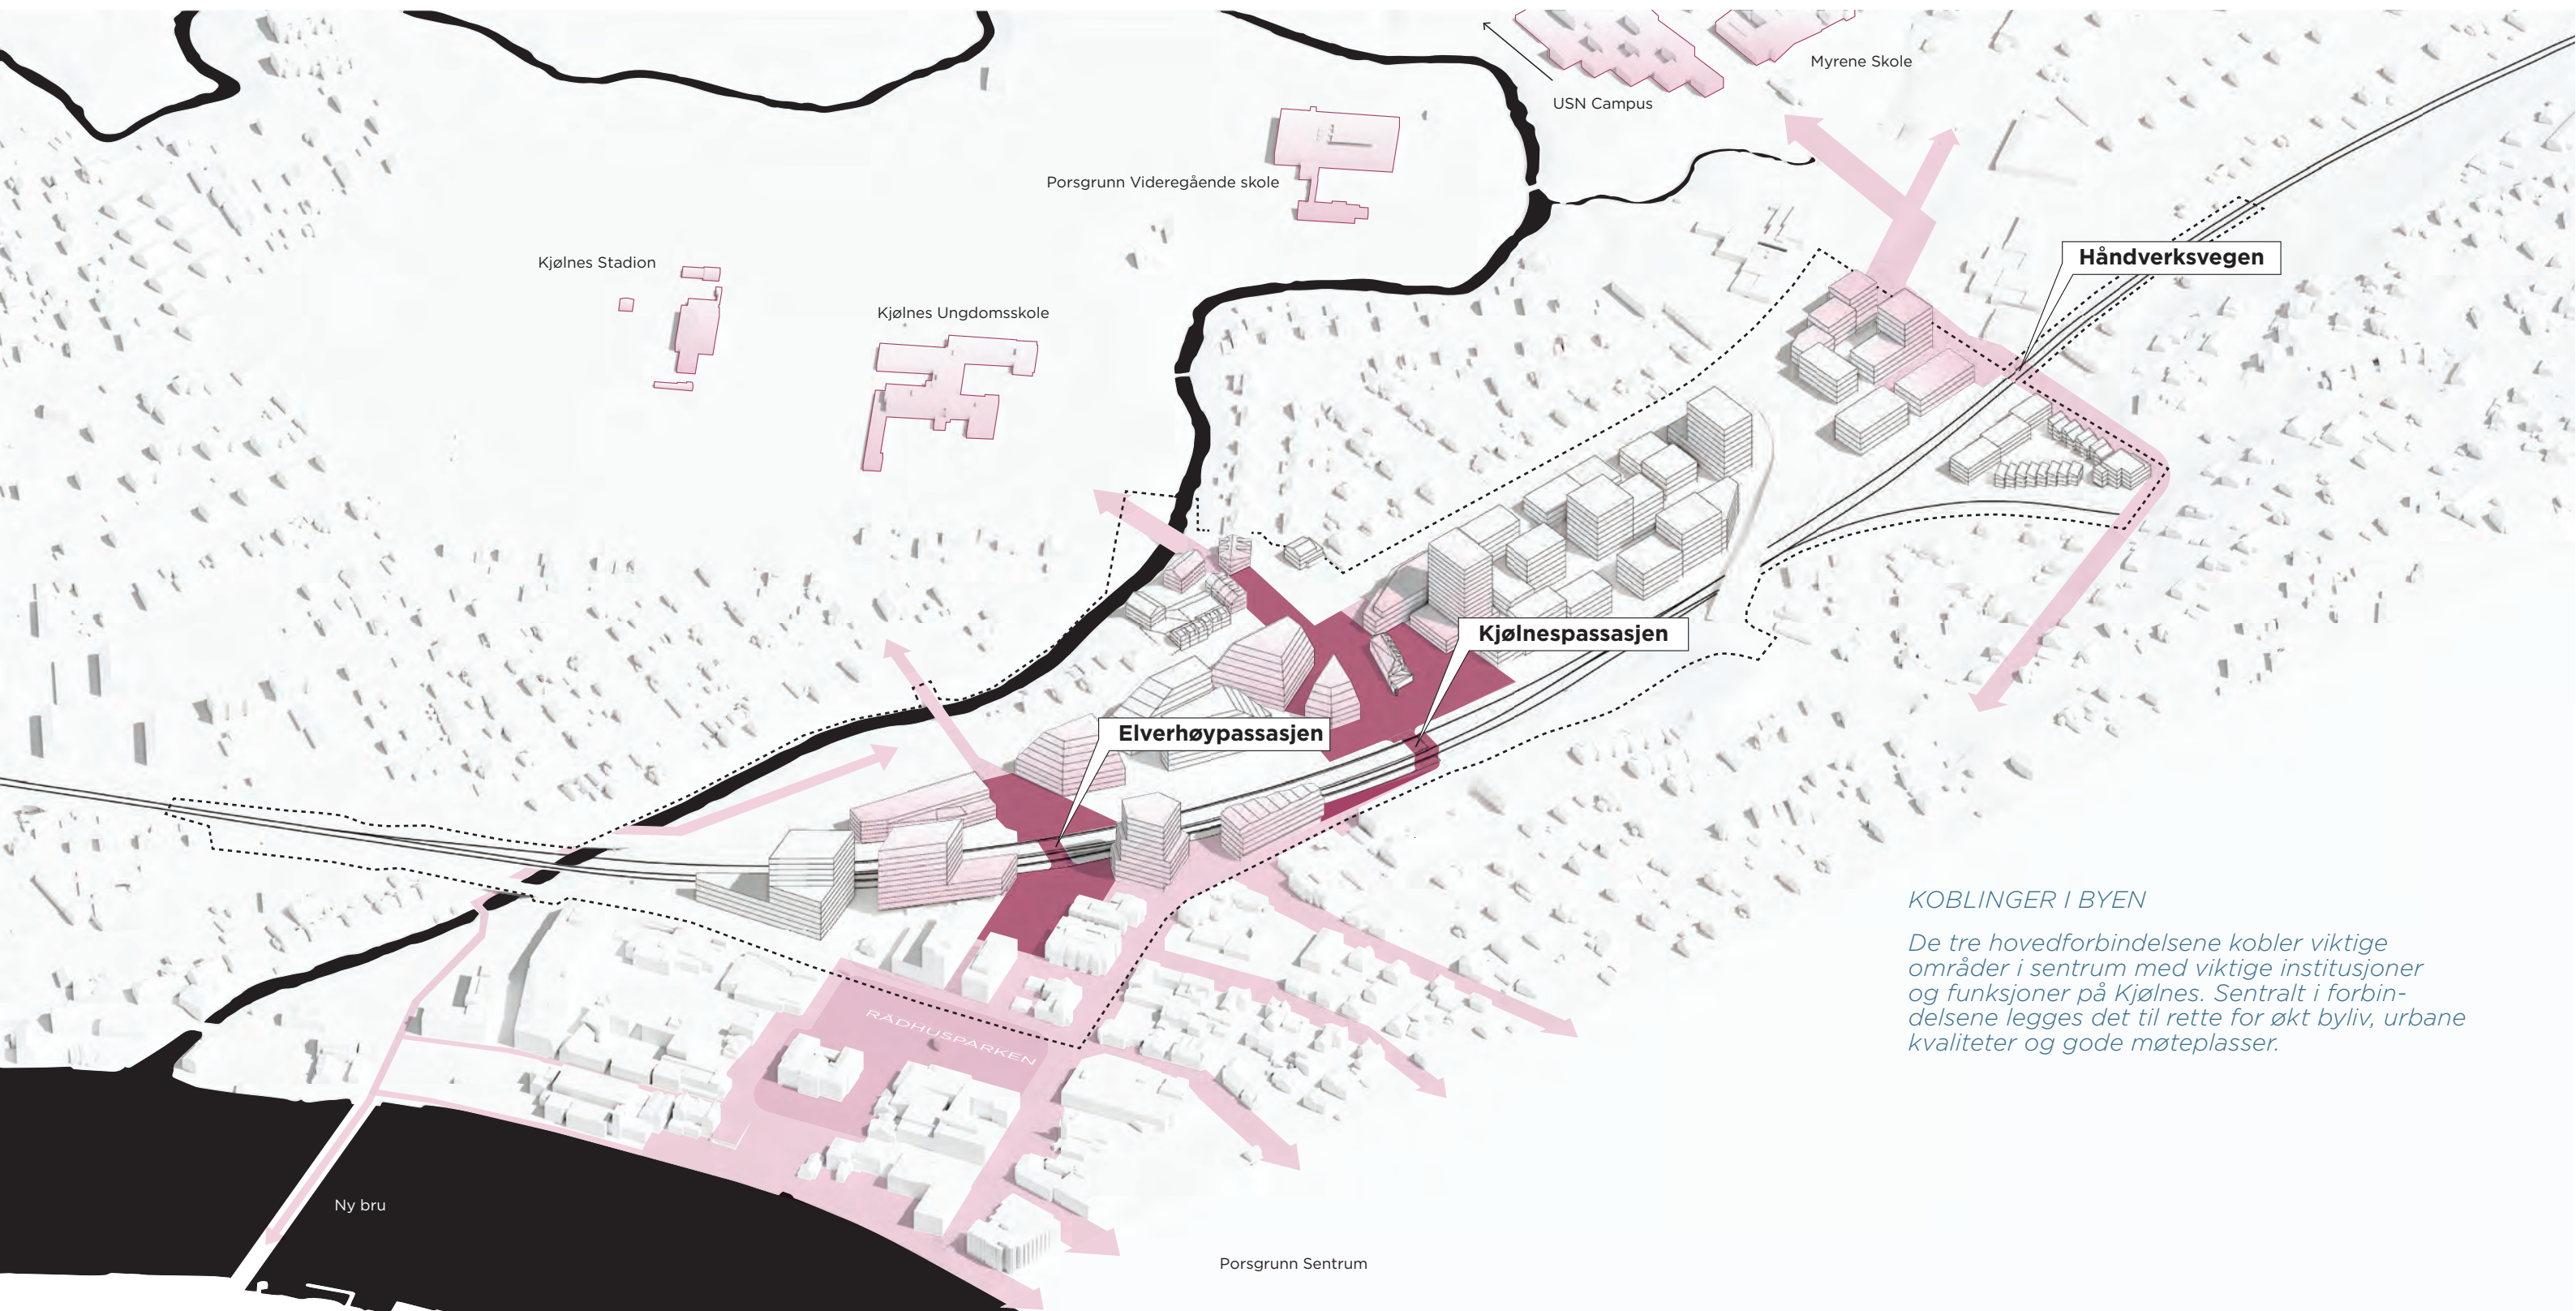 Myrene Skole
USN Campus
Porsgrunn Videregående skole
Håndverksvegen
Kjølnes Stadion
Kjølnes Ungdomsskole
Kjølnespassasjen
Elverhøypassasjen
KOBLINGER I BYEN
De tre hovedforbindelsene kobler viktige
områder i sentrum med viktige institusjoner
og funksjoner på Kjølnes. Sentralt i forbin-
delsene legges det til rette for økt byliv, urbane
kvaliteter og gode møteplasser.
RÅDHUSPARKEN
Ny bru
Porsgrunn Sentrum